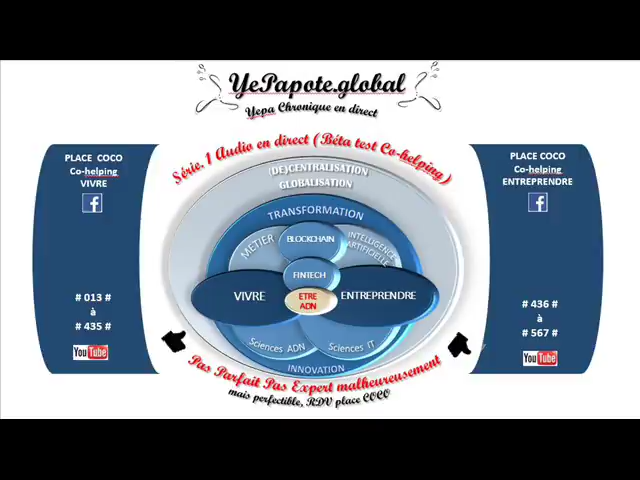 YePapote.global
Yepa Chronique en direct
Série. 1 Audio en direct (Béta test Co-helping)
PLACE COCO
Co-helping
VIVRE
# 013 #
à
# 435 #
YouTube
(DE)CENTRALISATION
GLOBALISATION
TRANSFORMATION
METIER
BLOCKCHAIN
INTELLIGENCE
ARTIFICIELLE
FINTECH
VIVRE
ETRE
ADN
ENTREPRENDRE
Sciences ADN
Sciences IT
INNOVATION
PLACE COCO
Co-helping
ENTREPRENDRE
# 436 #
à
# 567 #
YouTube
Pas Parfait Pas Expert malheureusement
mais perfectible, RDV place COCO